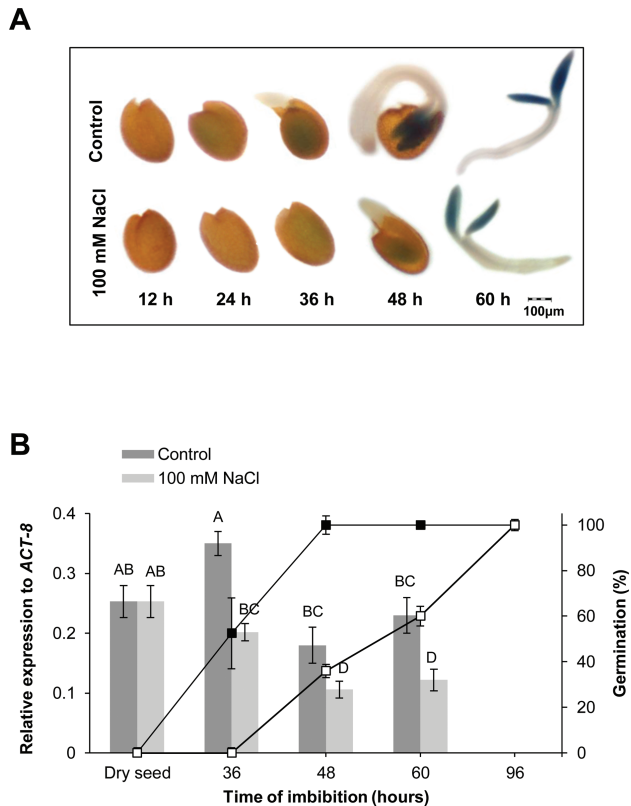 A
Control
100 mM NaCl
12 h 24 h 36 h 48 h 60 h
100µm
B
Control
100 mM NaCl
Relative expression to ACT-8
0.4
0.3
0.2
0.1
0
AB AB A BC BC D BC D
100
80
60
40
20
0
Germination (%)
Dry seed 36 48 60 96
Time of imbibition (hours)